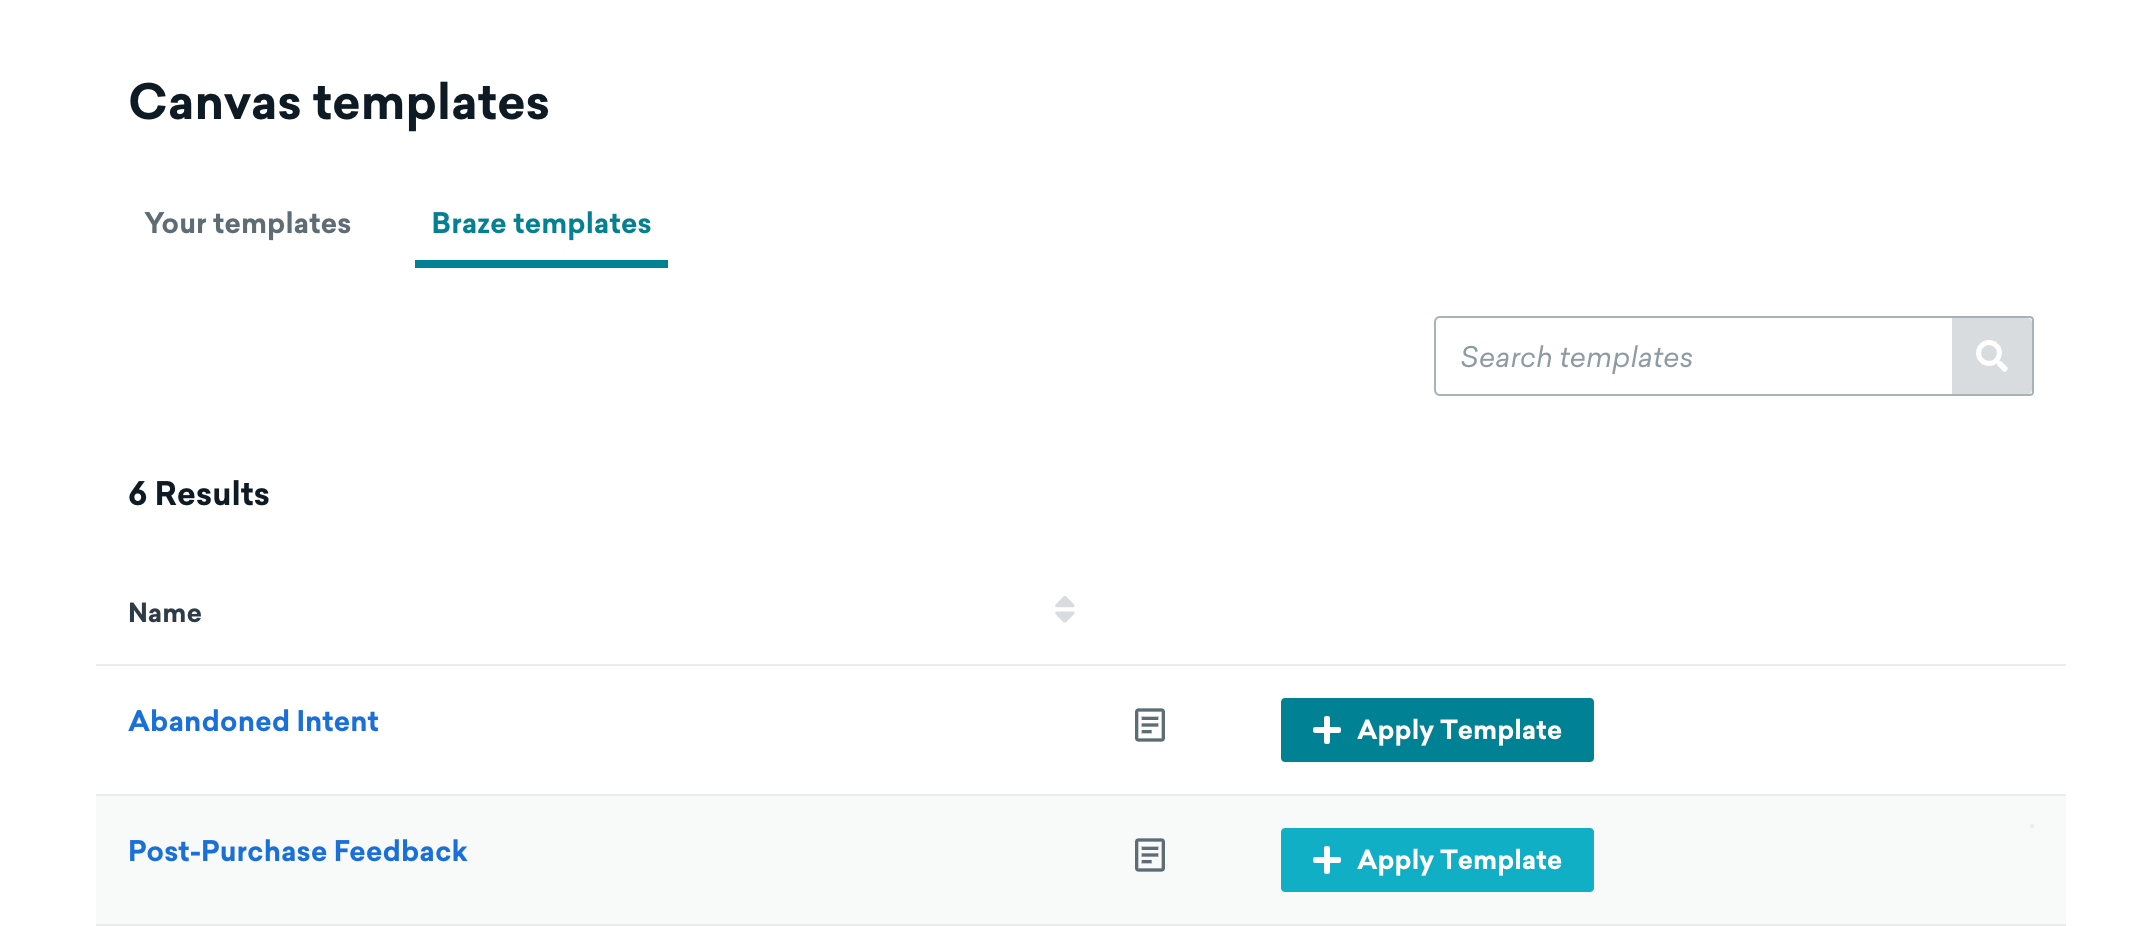 Canvas templates
Your templates
Braze templates
Search templates
6 Results
Name
Abandoned Intent
Apply Template
Post-Purchase Feedback
Apply Template